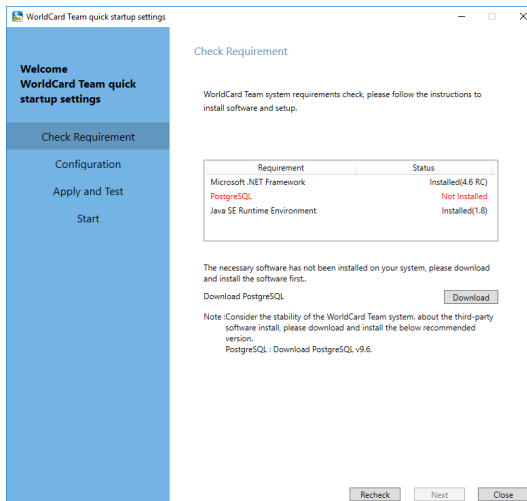 WorldCard Team quick startup settings
Welcome
WorldCard Team quick
startup settings
Check Requirement
Configuration
Apply and Test
Start
Check Requirement
WorldCard Team system requirements check, please follow the instructions to
install software and setup.
Requirement Status
Microsoft .NET Framework Installed(4.6 RC)
PostgreSQL Not Installed
Java SE Runtime Environment Installed(1.8)
The necessary software has not been installed on your system, please download
and install the software first..
Download PostgreSQL Download
Note :Consider the stability of the WorldCard Team system. about the third-party
software install, please download and install the below recommended
version.
PostgreSQL : Download PostgreSQL v9.6.
Recheck Next Close